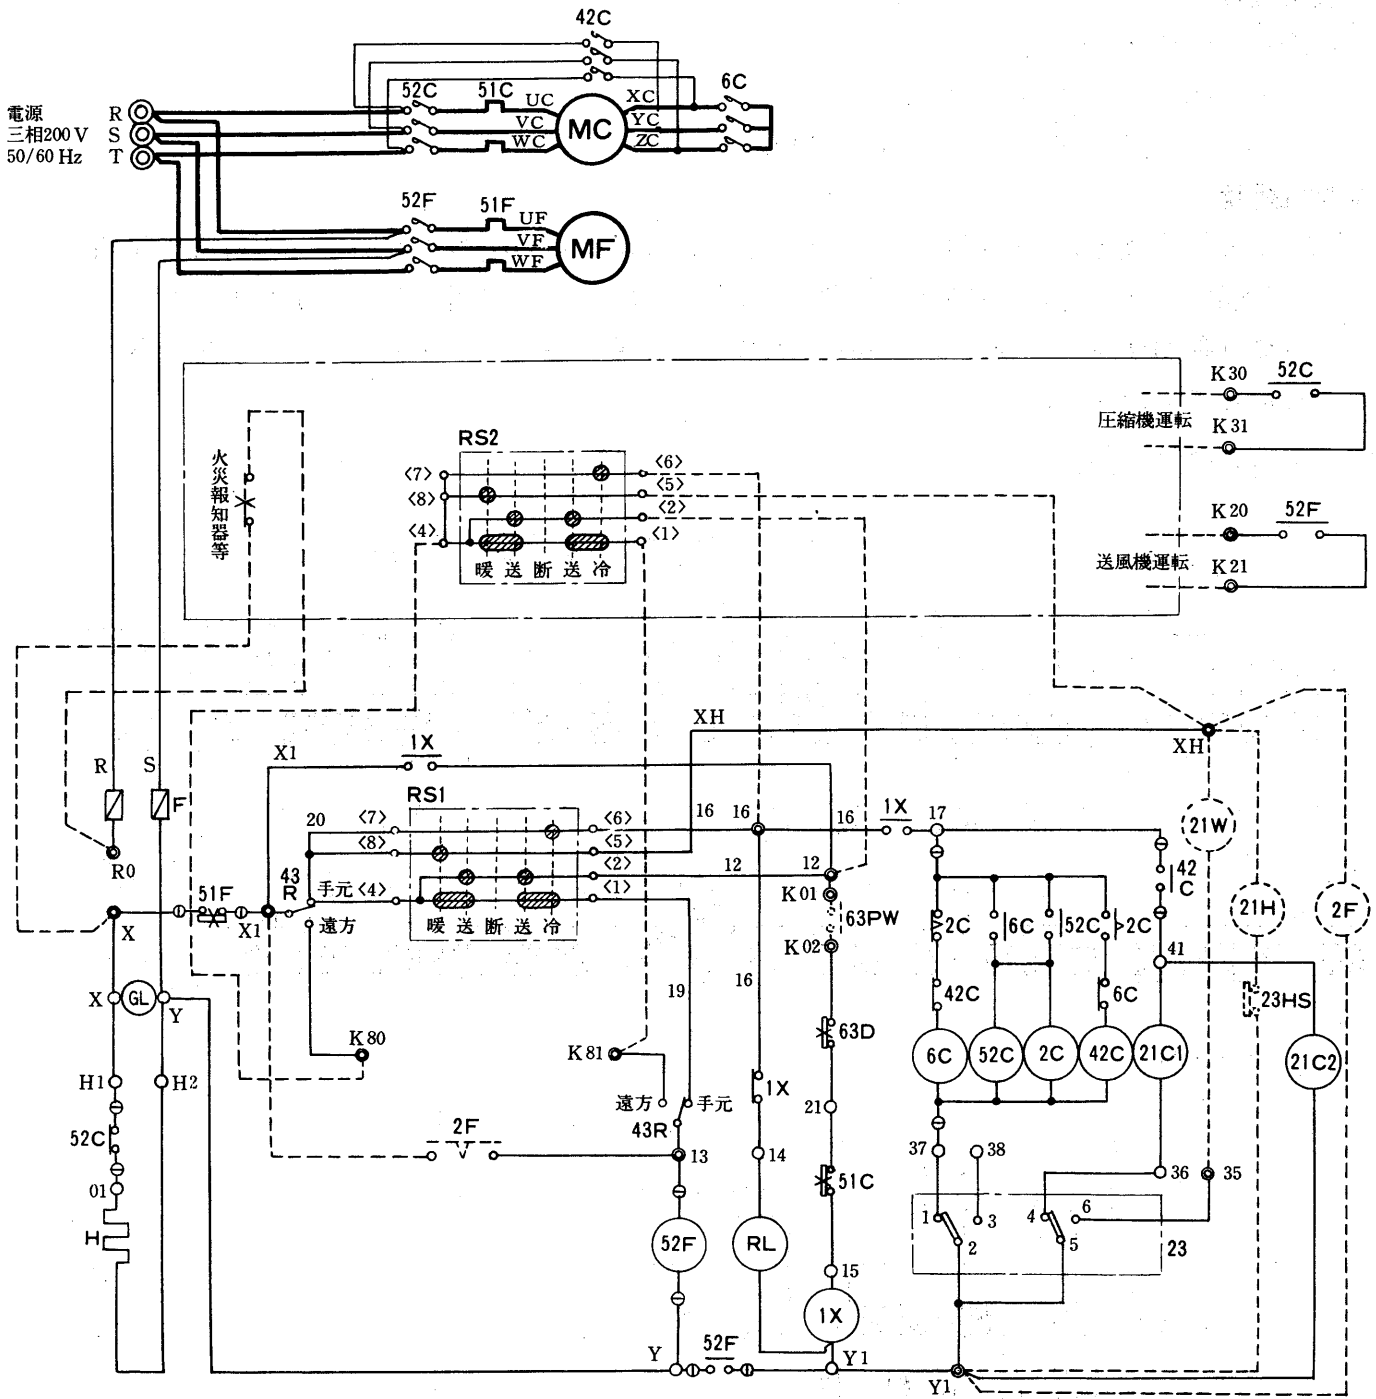 42C
電源
三相200V
50/60 Hz
R
S
T
52C
51C
UC
VC
WC
MC
XC
YC
ZC
6C
52F
51F
UF
VF
WF
MF
火災報知器等
RS2
〈7〉
〈8〉
〈4〉
〈6〉
〈5〉
〈2〉
〈1〉
暖 送 断 送 冷
K30
52C
圧縮機運転
K31
K20
52F
送風機運転
K21
R
S
F
R0
X1
1X
XH
XH
RS1
20
〈7〉
〈8〉
43
R
手元
〈4〉
遠方
〈6〉
〈5〉
〈2〉
〈1〉
暖 送 断 送 冷
16
16
16
1X
17
12
12
K01
63PW
K02
51F
X
X1
X
GL
Y
K80
K81
19
16
遠方
手元
43R
2F
13
H1
H2
52C
01
H
1X
14
63D
21
51C
15
2C
6C
52C
2C
42C
6C
42
C
41
6C
52C
2C
42C
21C1
21W
21H
2F
23HS
21C2
37
38
36
35
1
2
3
4
5
6
23
52F
RL
1X
Y
52F
Y1
Y1